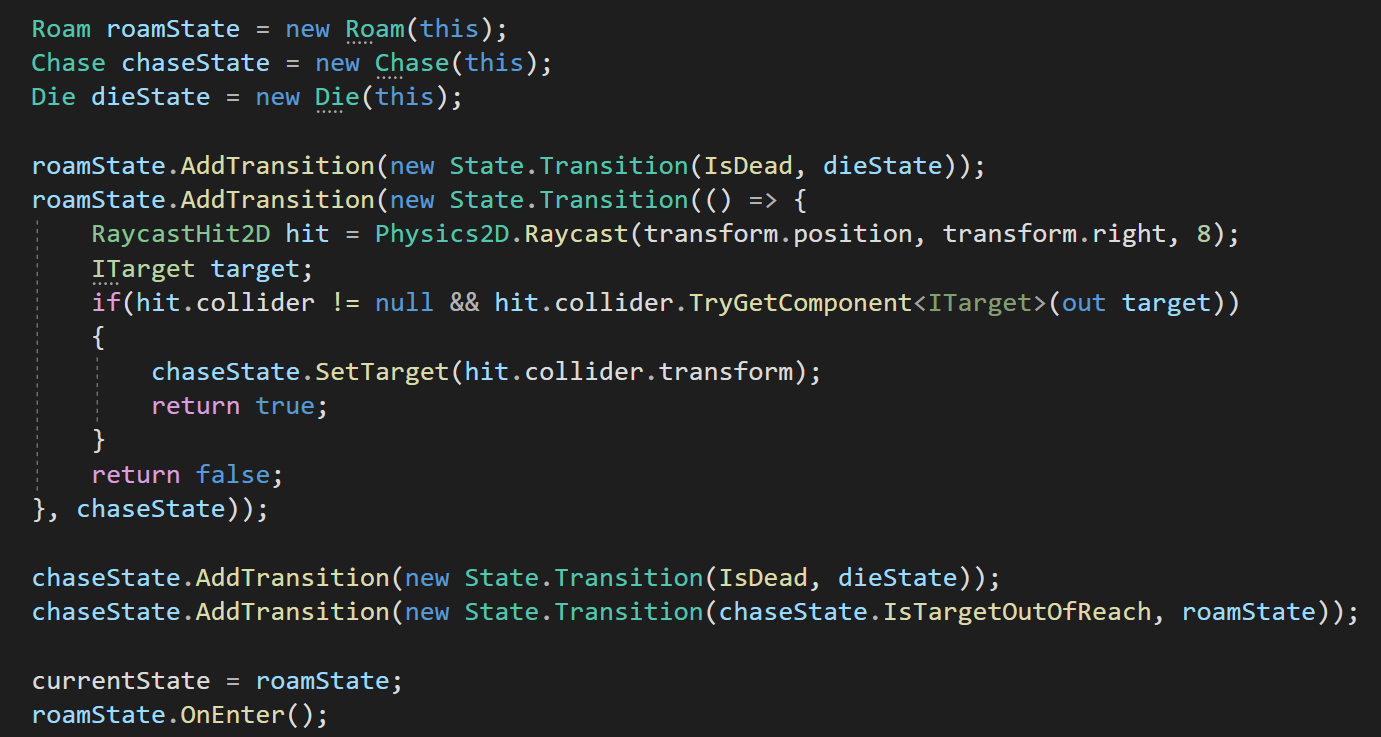 Roam roamState = new Roam(this);
Chase chaseState = new Chase(this);
Die dieState = new Die(this);

roamState.AddTransition(new State.Transition(IsDead, dieState));
roamState.AddTransition(new State.Transition(() => {
    RaycastHit2D hit = Physics2D.Raycast(transform.position, transform.right, 8);
    ITarget target;
    if(hit.collider != null && hit.collider.TryGetComponent<ITarget>(out target))
    {
        chaseState.SetTarget(hit.collider.transform);
        return true;
    }
    return false;
}, chaseState));

chaseState.AddTransition(new State.Transition(IsDead, dieState));
chaseState.AddTransition(new State.Transition(chaseState.IsTargetOutOfReach, roamState));

currentState = roamState;
roamState.OnEnter();